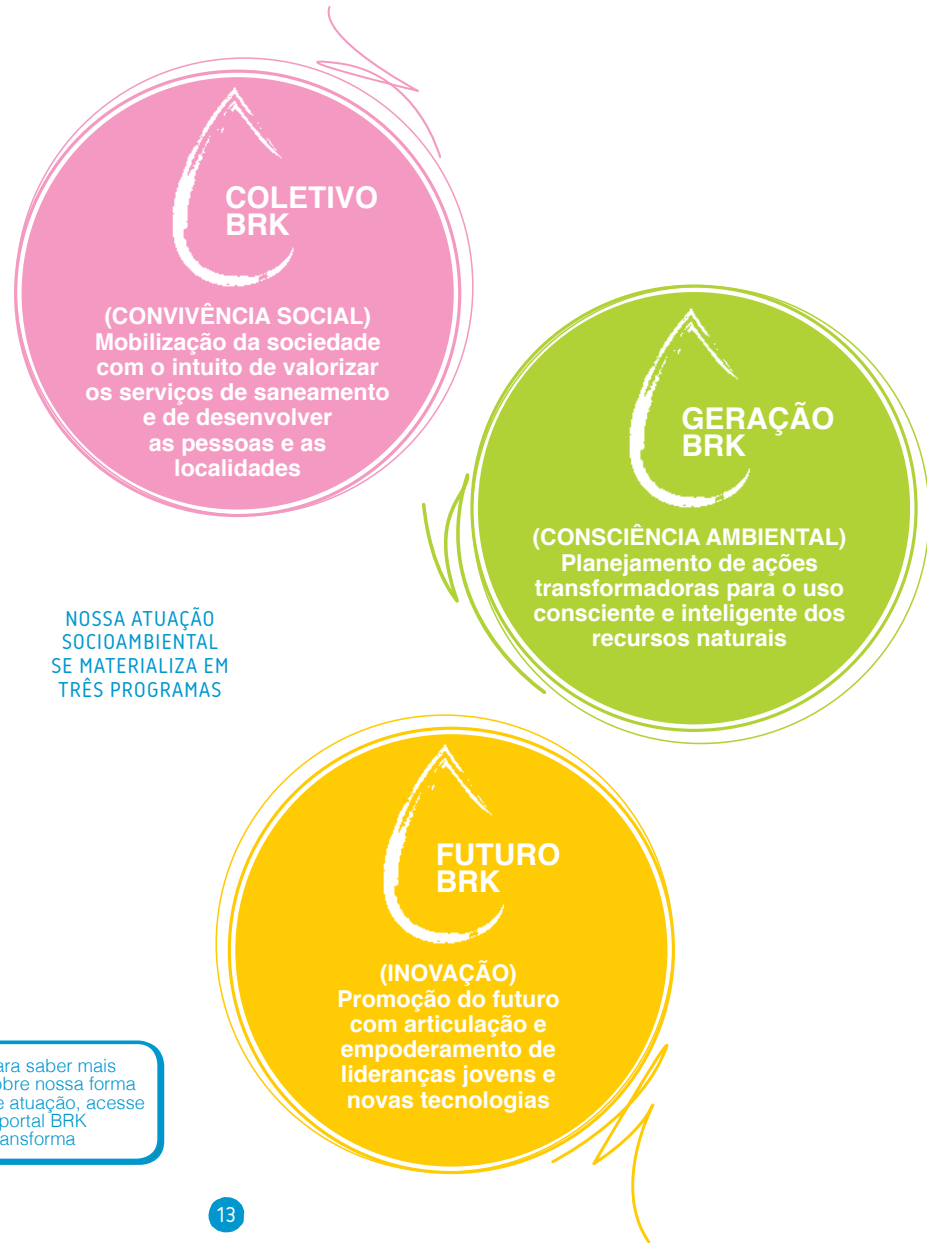 COLETIVO
BRK
(CONVIVÊNCIA SOCIAL)
Mobilização da sociedade
com o intuito de valorizar
os serviços de saneamento
e de desenvolver
as pessoas e as
localidades
GERAÇÃO
BRK
(CONSCIÊNCIA AMBIENTAL)
Planejamento de ações
transformadoras para o uso
consciente e inteligente dos
recursos naturais
NOSSA ATUAÇÃO
SOCIOAMBIENTAL
SE MATERIALIZA EM
TRÊS PROGRAMAS
FUTURO
BRK
(INOVAÇÃO)
Promoção do futuro
com articulação e
empoderamento de
lideranças jovens e
novas tecnologias
saber mais
nossa forma
atuação, acesse
portal BRK
13